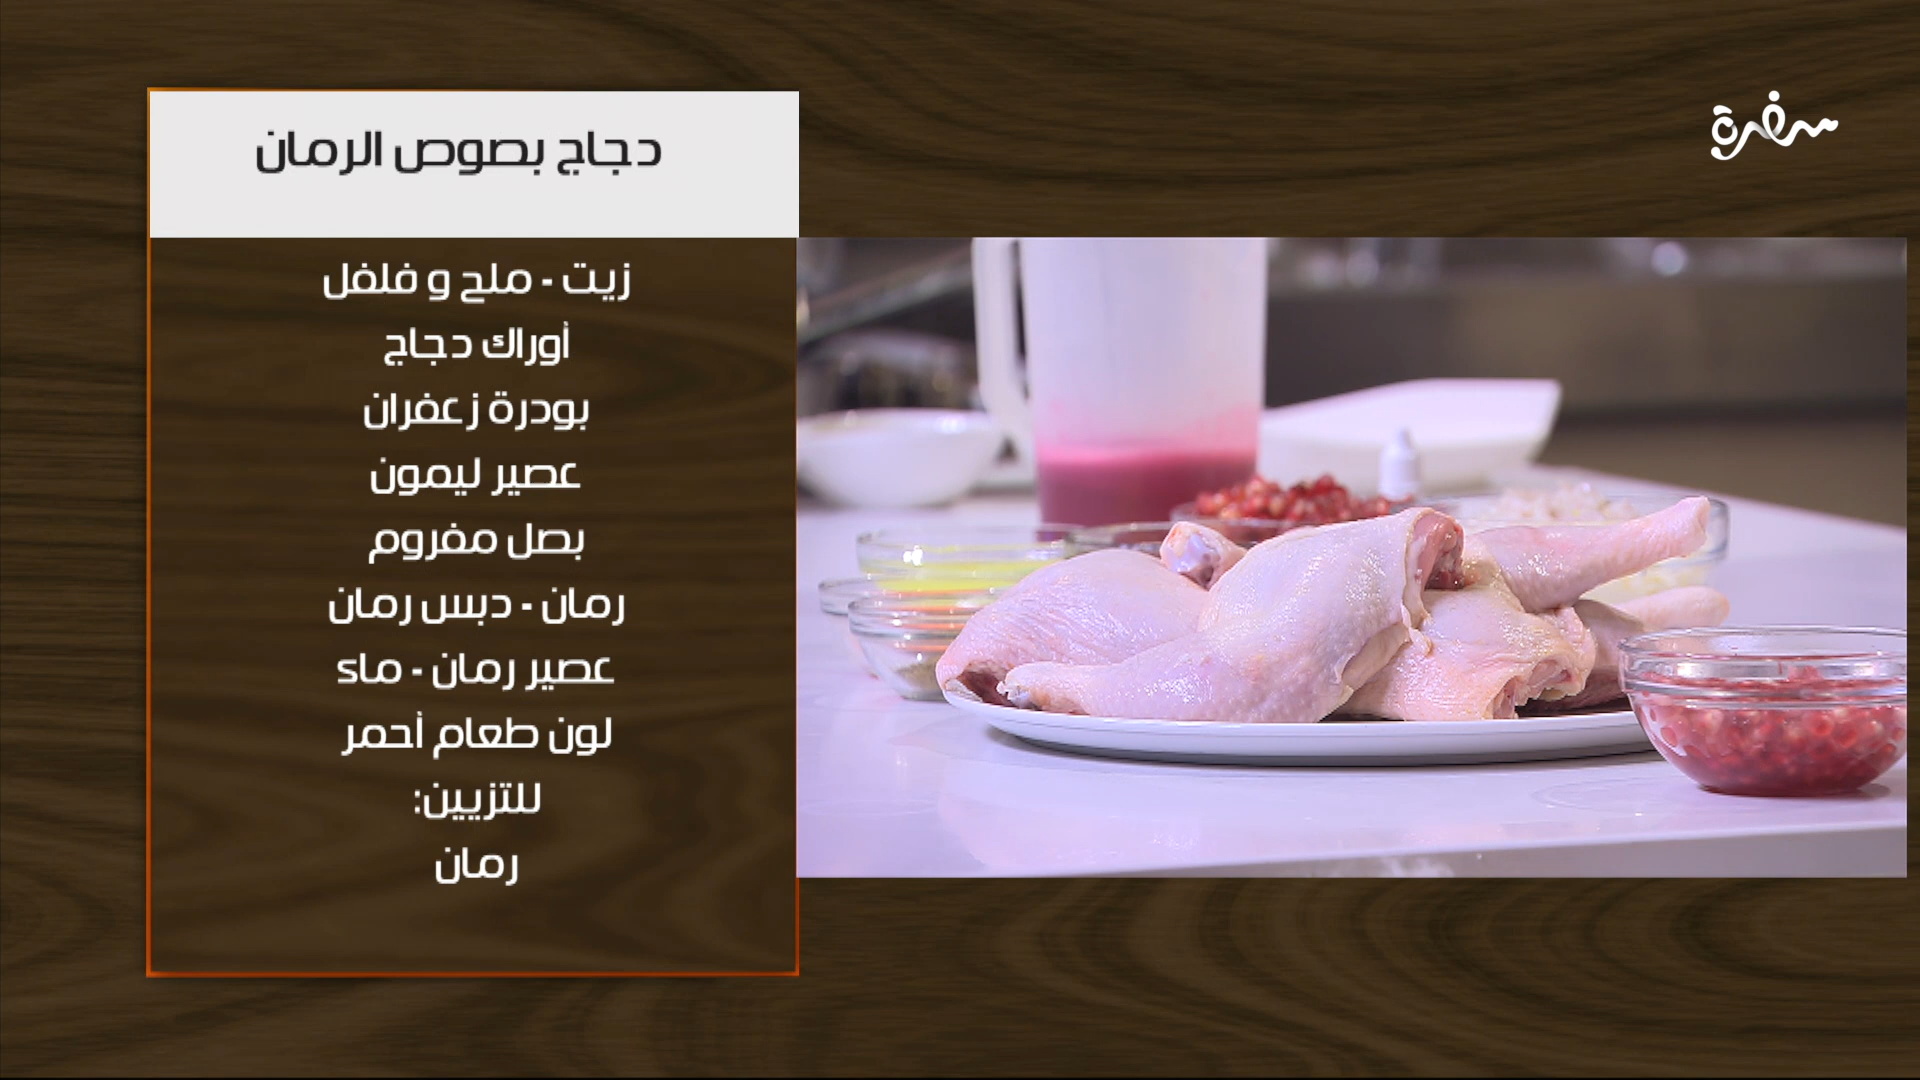 سفرة
دجاج بصوص الرمان
زيت - ملح و فلفل
أوراك دجاج
بودرة زعفران
عصير ليمون
بصل مفروم
رمان - دبس رمان
عصير رمان - ماء
لون طعام أحمر
للتزيين:
رمان